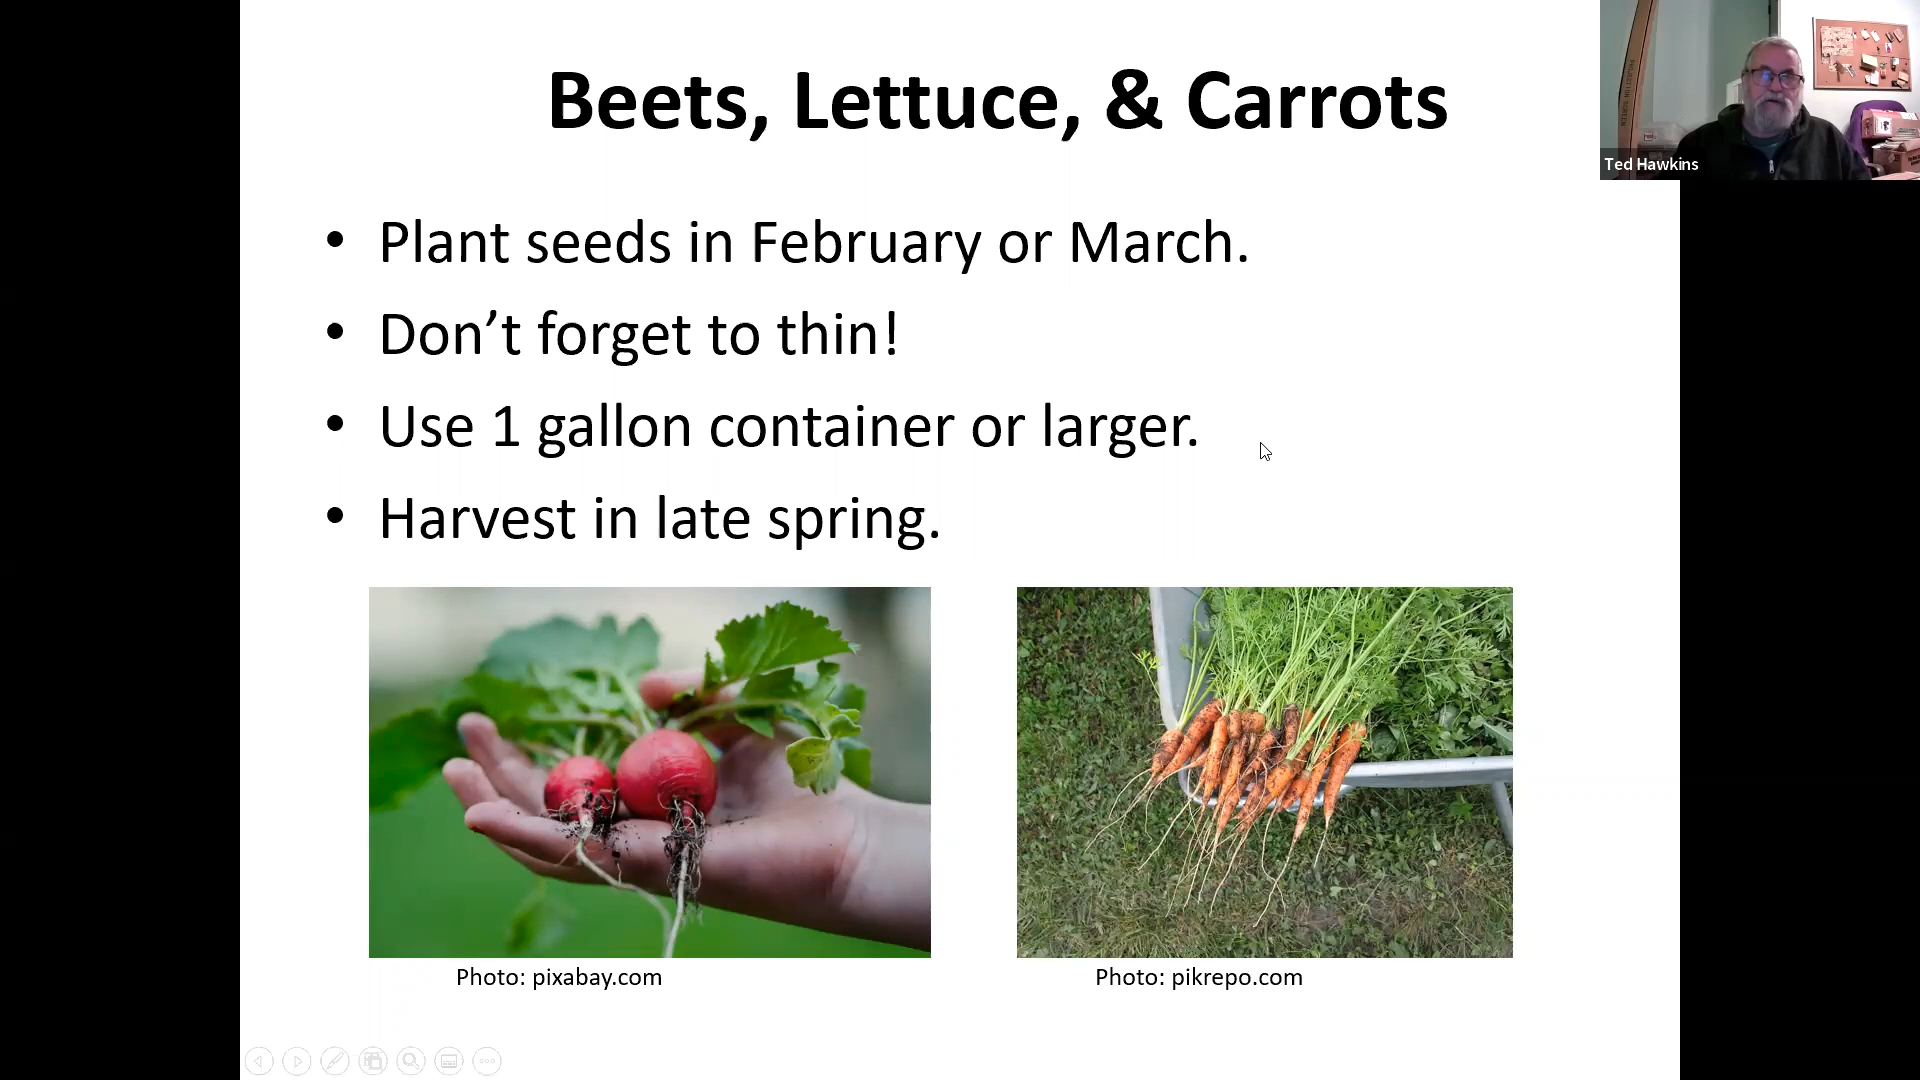 Beets, Lettuce, & Carrots
Ted Hawkins
• Plant seeds in February or March.
• Don’t forget to thin!
• Use 1 gallon container or larger.
• Harvest in late spring.
Photo: pixabay.com
Photo: pikrepo.com